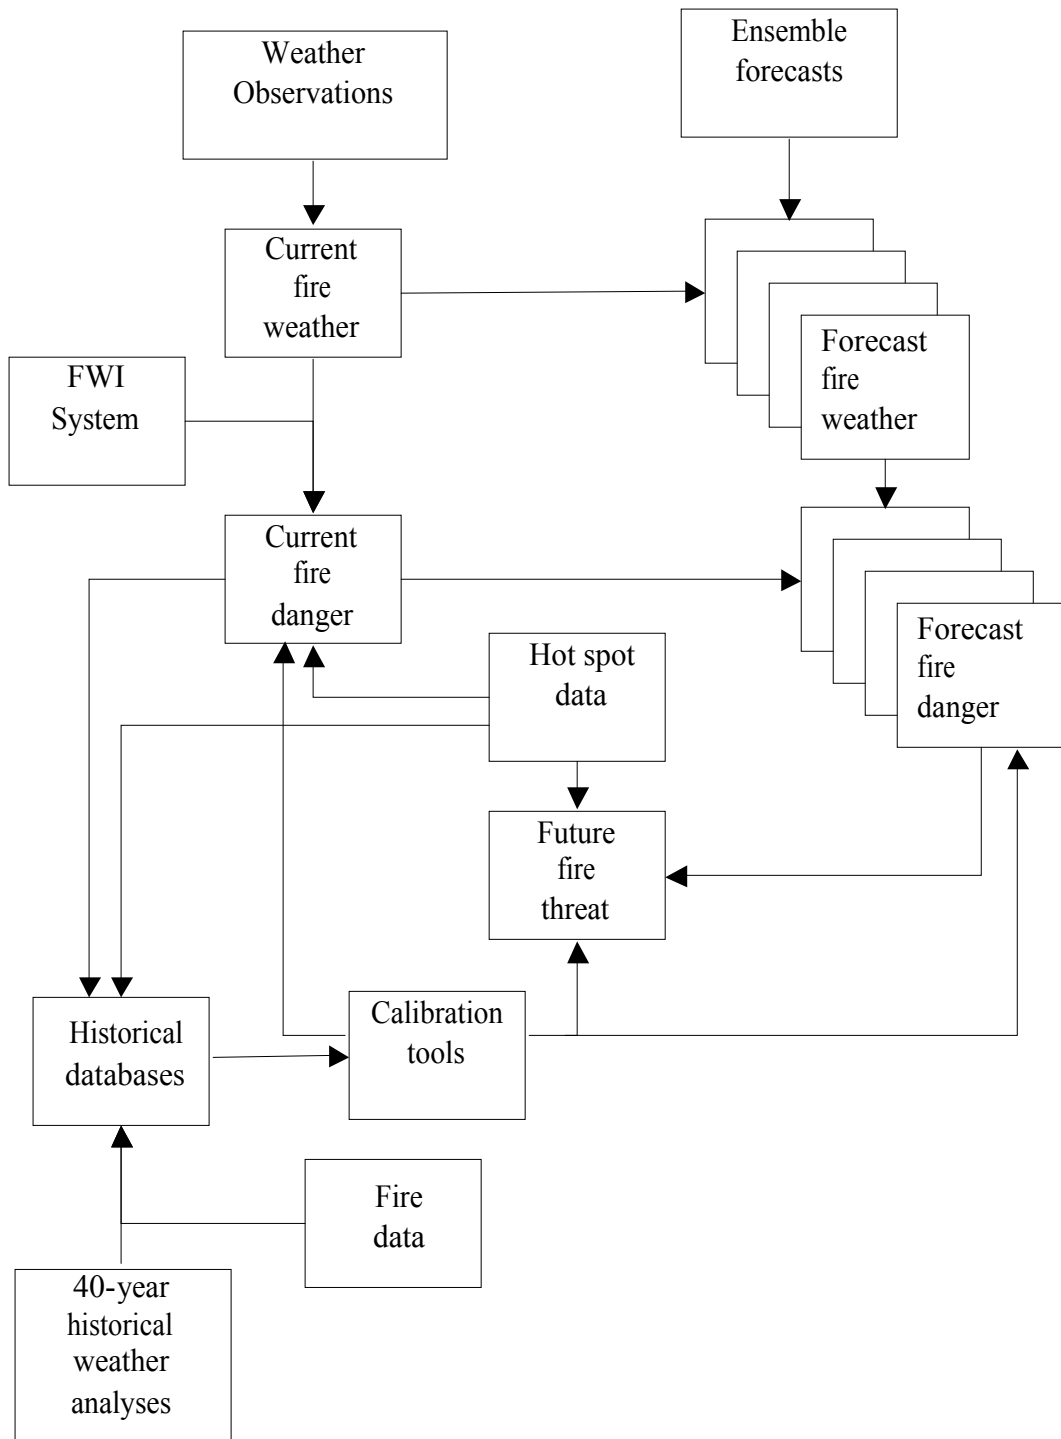 Weather
Observations
Ensemble
forecasts
Current
fire
weather
Forecast
fire
weather
FWI
System
Current
fire
danger
Forecast
fire
danger
Hot spot
data
Future
fire
threat
Historical
databases
Calibration
tools
Fire
data
40-year
historical
weather
analyses